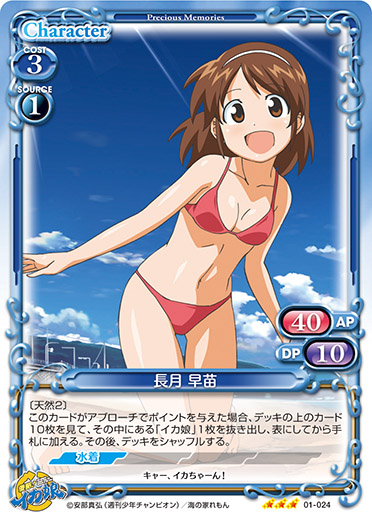 Precious Memories
Character
COST
3
SOURCE
1
40 AP
DP 10
長月 早苗
[天然2]
このカードがアプローチでポイントを与えた場合、デッキの上のカード
10枚を見て、その中にある「イカ娘」1枚を抜き出し、表にしてから手
札に加える。その後、デッキをシャッフルする。
水着
キャー、イカちゃーん!
イカ娘
©安部真弘(週刊少年チャンピオン)/海の家れもん
★★★ 01-024